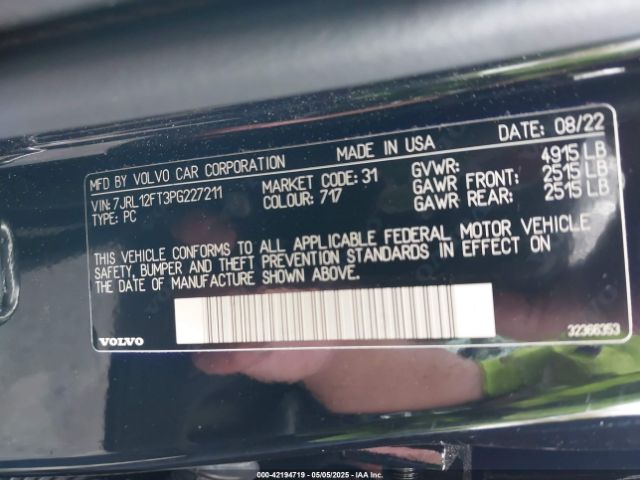 MFD BY VOLVO CAR CORPORATION MADE IN USA DATE: 08/22
VIN: 7JRL12FT3PG227211 MARKET CODE: 31 GVWR: 4915 LB
TYPE: PC COLOUR: 717 GAWR FRONT: 2515 LB
GAWR REAR: 2515 LB
THIS VEHICLE CONFORMS TO ALL APPLICABLE FEDERAL MOTOR VEHICLE
SAFETY, BUMPER AND THEFT PREVENTION STANDARDS IN EFFECT ON
THE DATE OF MANUFACTURE SHOWN ABOVE.
VOLVO 32366353
000-42194719 - 05/05/2025 - IAA Inc.